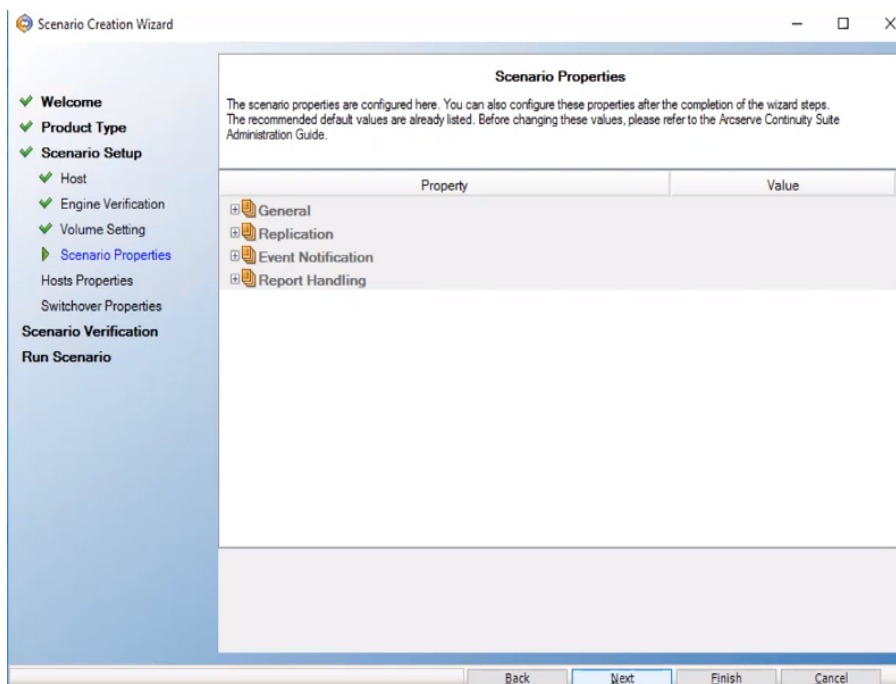 Scenario Creation Wizard
Welcome
Product Type
Scenario Setup
Host
Engine Verification
Volume Setting
Scenario Properties
Hosts Properties
Switchover Properties
Scenario Verification
Run Scenario
Scenario Properties
The scenario properties are configured here. You can also configure these properties after the completion of the wizard steps.
The recommended default values are already listed. Before changing these values, please refer to the Arcserve Continuity Suite
Administration Guide.
Property Value
General
Replication
Event Notification
Report Handling
Back Next Finish Cancel